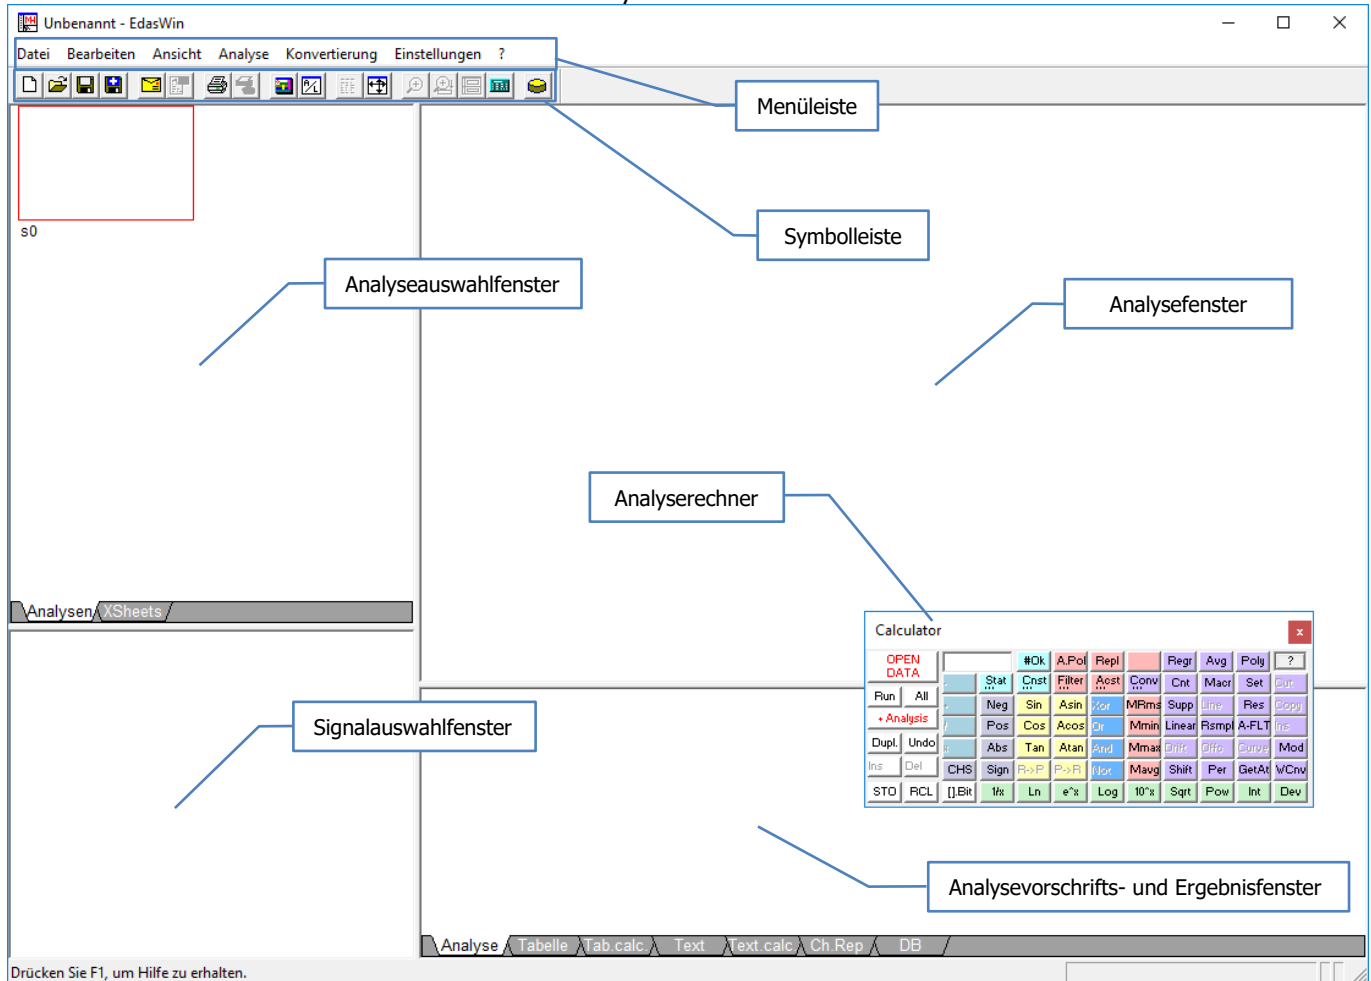 Unbenannt - EdasWin
Datei Bearbeiten Ansicht Analyse Konvertierung Einstellungen ?
Menüleiste
s0
Symbolleiste
Analyseauswahlfenster
Analysefenster
Analyserechner
Analysen XSheets
Calculator x
OPEN DATA #Ok A.Pol Repl Regr Avg Poly ?
Stat Cnst Filter Acst Conv Cnt Macr Set Cut
Run All Neg Sin Asin Xor MRms Supp Line Res Copy
+ Analysis Pos Cos Acos Or Mmin Linear Rsmpl A-FLT Ins
Dupl. Undo Abs Tan Atan And Mmax Drift Offs Curve Mod
Ins Del CHS Sign R->P P->R Not Mavg Shift Per GetAt WCnv
STO RCL [].Bit 1/x Ln e^x Log 10^x Sqrt Pow Int Dev
Signalauswahlfenster
Analysevorschrifts- und Ergebnisfenster
Analyse Tabelle Tab.calc. Text Text.calc Ch.Rep DB
Drücken Sie F1, um Hilfe zu erhalten.